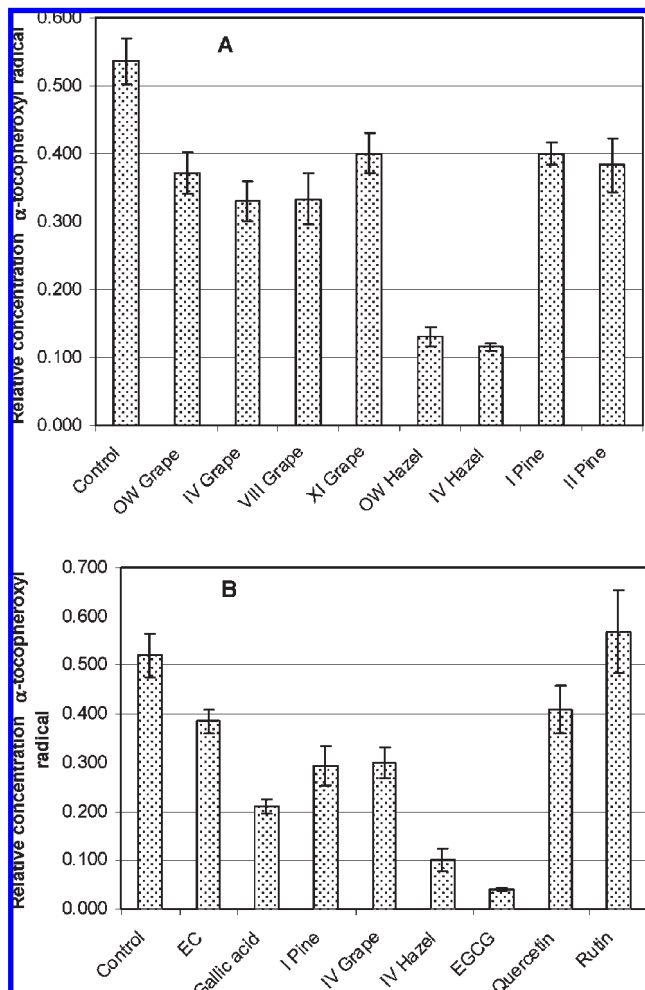 A
Relative concentration α-tocopheroxyl radical
0.600
0.500
0.400
0.300
0.200
0.100
0.000
Control
OW Grape
IV Grape
VIII Grape
XI Grape
OW Hazel
IV Hazel
I Pine
II Pine
B
Relative concentration α-tocopheroxyl
radical
0.700
0.600
0.500
0.400
0.300
0.200
0.100
0.000
Control
EC
Gallic acid
I Pine
IV Grape
IV Hazel
EGCG
Quercetin
Rutin